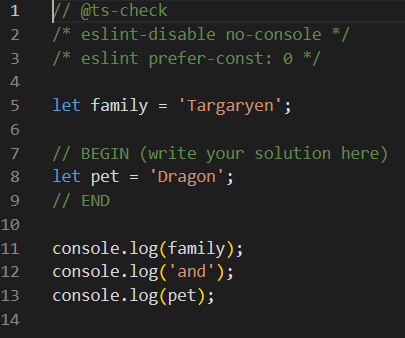 1 // @ts-check
2 /* eslint-disable no-console */
3 /* eslint prefer-const: 0 */
4
5 let family = 'Targaryen';
6
7 // BEGIN (write your solution here)
8 let pet = 'Dragon';
9 // END
10
11 console.log(family);
12 console.log('and');
13 console.log(pet);
14